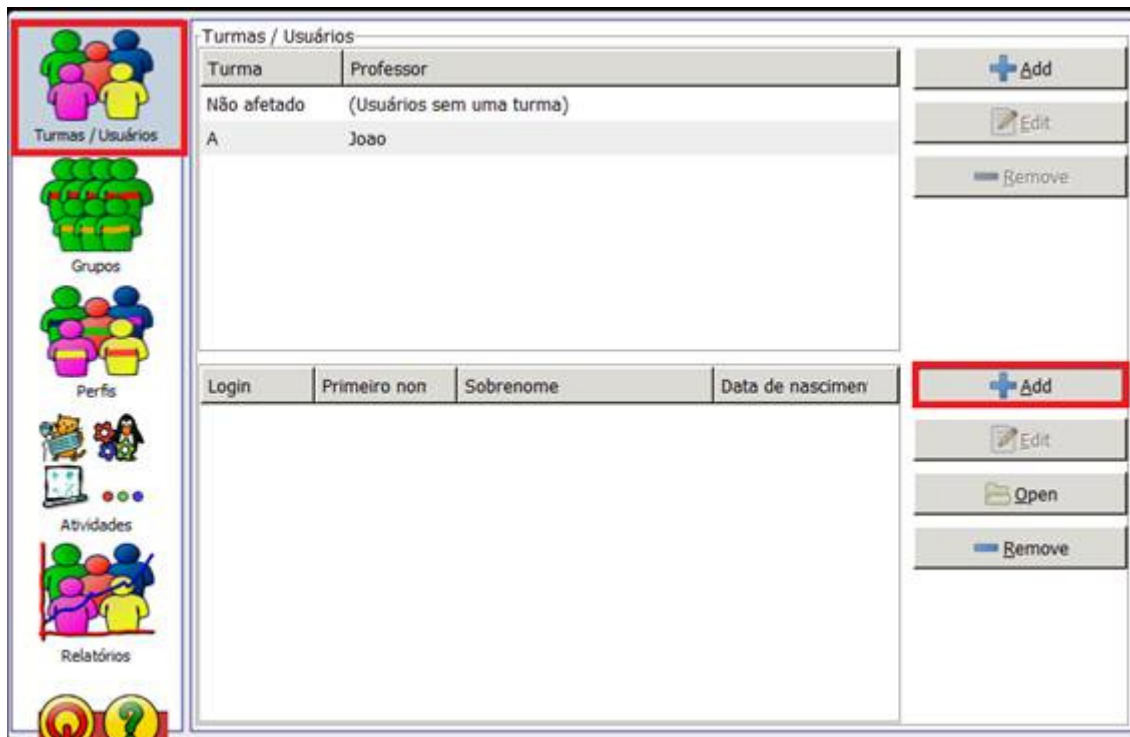 Turmas / Usuários
Grupos
Perfis
Atividades
Relatórios
Turmas / Usuários
Turma Professor
Não afetado (Usuários sem uma turma)
A Joao
Add
Edit
Remove
Login Primeiro non Sobrenome Data de nascimen
Add
Edit
Open
Remove